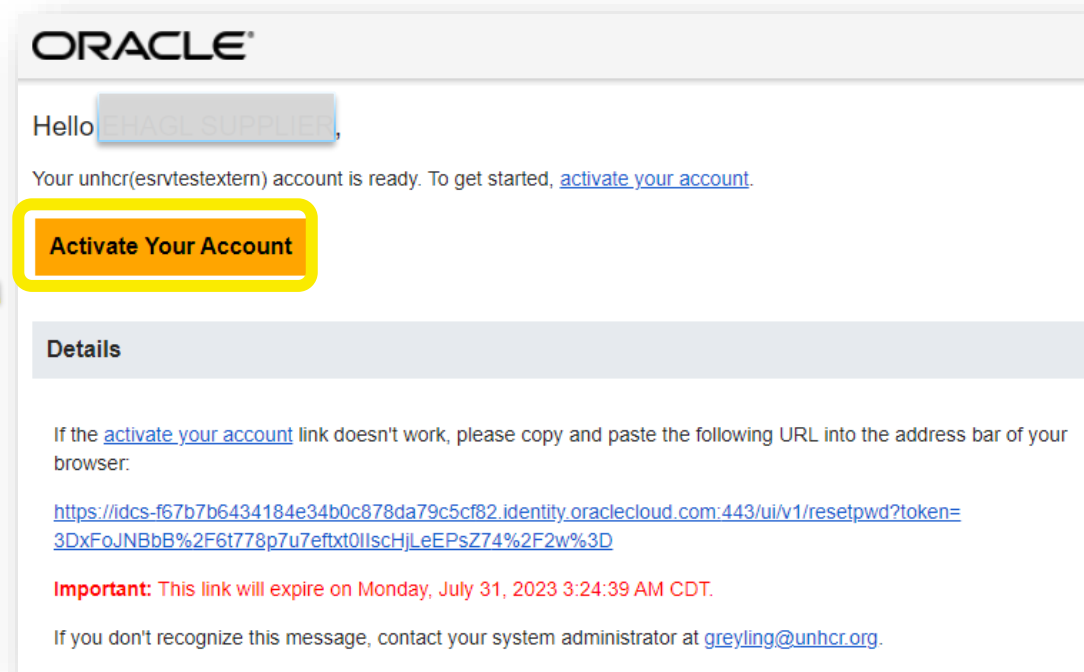 ORACLE
Hello EHAGL SUPPLIER,
Your unhcr(esrvtestextern) account is ready. To get started, activate your account.
Activate Your Account
Details
If the activate your account link doesn't work, please copy and paste the following URL into the address bar of your
browser:
https://idcs-f67b7b6434184e34b0c878da79c5cf82.identity.oraclecloud.com:443/ui/v1/resetpwd?token=
3DxFoJNBbB%2F6t778p7u7eftxt0IIscHjLeEPsZ74%2F2w%3D
Important: This link will expire on Monday, July 31, 2023 3:24:39 AM CDT.
If you don't recognize this message, contact your system administrator at greyling@unhcr.org.